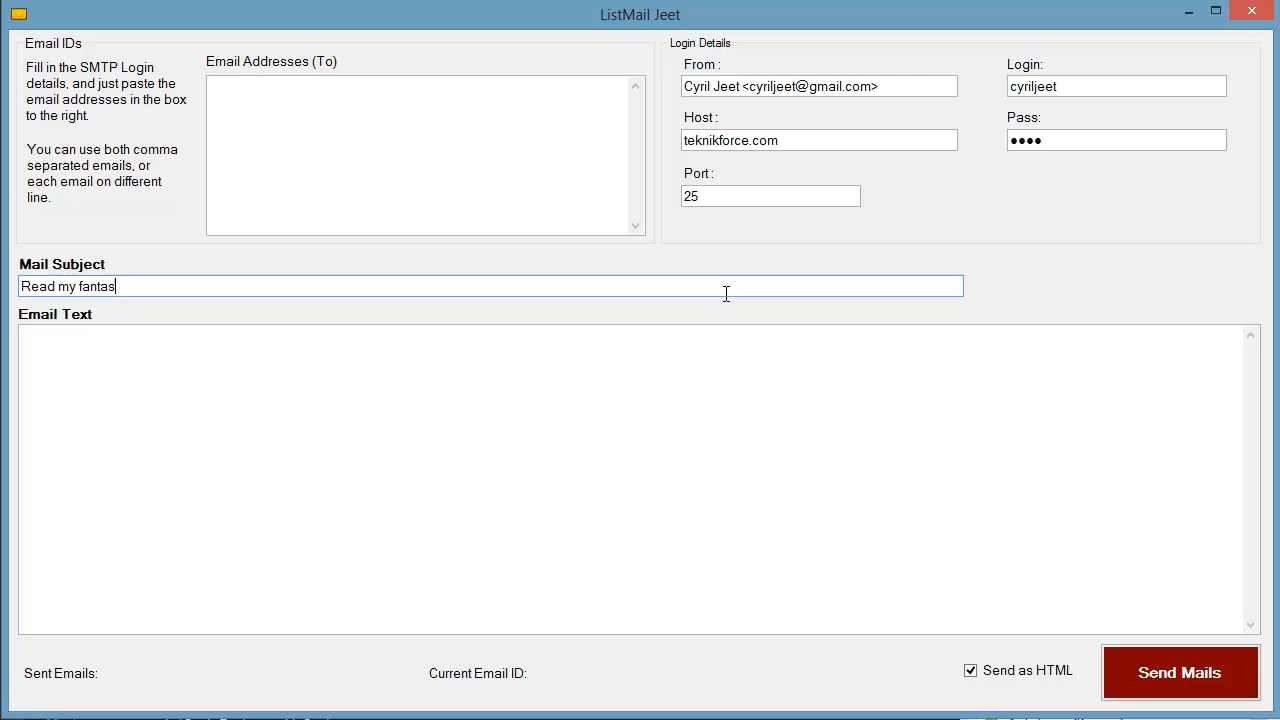 ListMail Jeet
Email IDs
Fill in the SMTP Login
details, and just paste the
email addresses in the box
to the right.
You can use both comma
separated emails, or
each email on different
line.
Email Addresses (To)
Login Details
From :
Cyril Jeet <cyriljeet@gmail.com>
Login:
cyriljeet
Host :
teknikforce.com
Pass:
●●●●
Port :
25
Mail Subject
Read my fantas
Email Text
Sent Emails:
Current Email ID:
Send as HTML
Send Mails